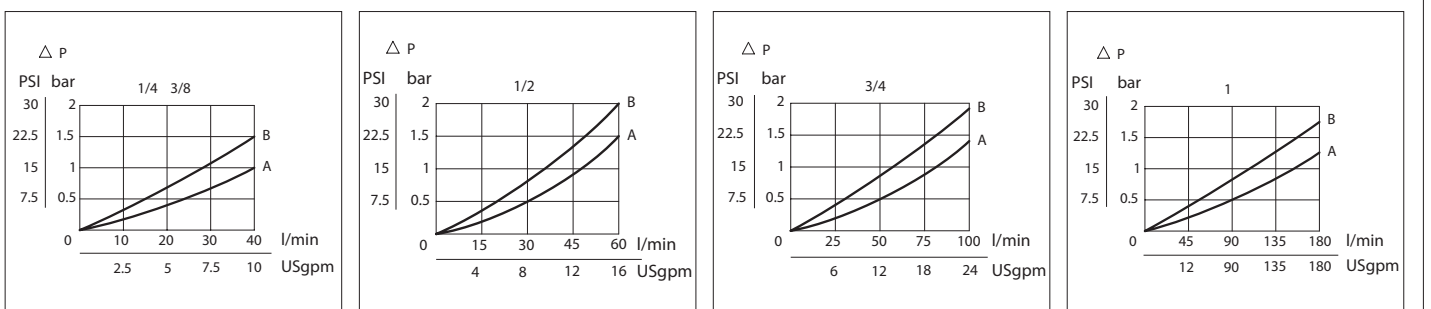 △ P
PSI bar
1/4 3/8
30 2
22.5 1.5 B
15 1 A
7.5 0.5
0 10 20 30 40 l/min
2.5 5 7.5 10 USgpm
△ P
PSI bar
1/2
30 2 B
22.5 1.5 A
15 1
7.5 0.5
0 15 30 45 60 l/min
4 8 12 16 USgpm
△ P
PSI bar
3/4
30 2 B
22.5 1.5 A
15 1
7.5 0.5
0 25 50 75 100 l/min
6 12 18 24 USgpm
△ P
PSI bar
1
30 2 B
22.5 1.5 A
15 1
7.5 0.5
0 45 90 135 180 l/min
12 90 135 180 USgpm